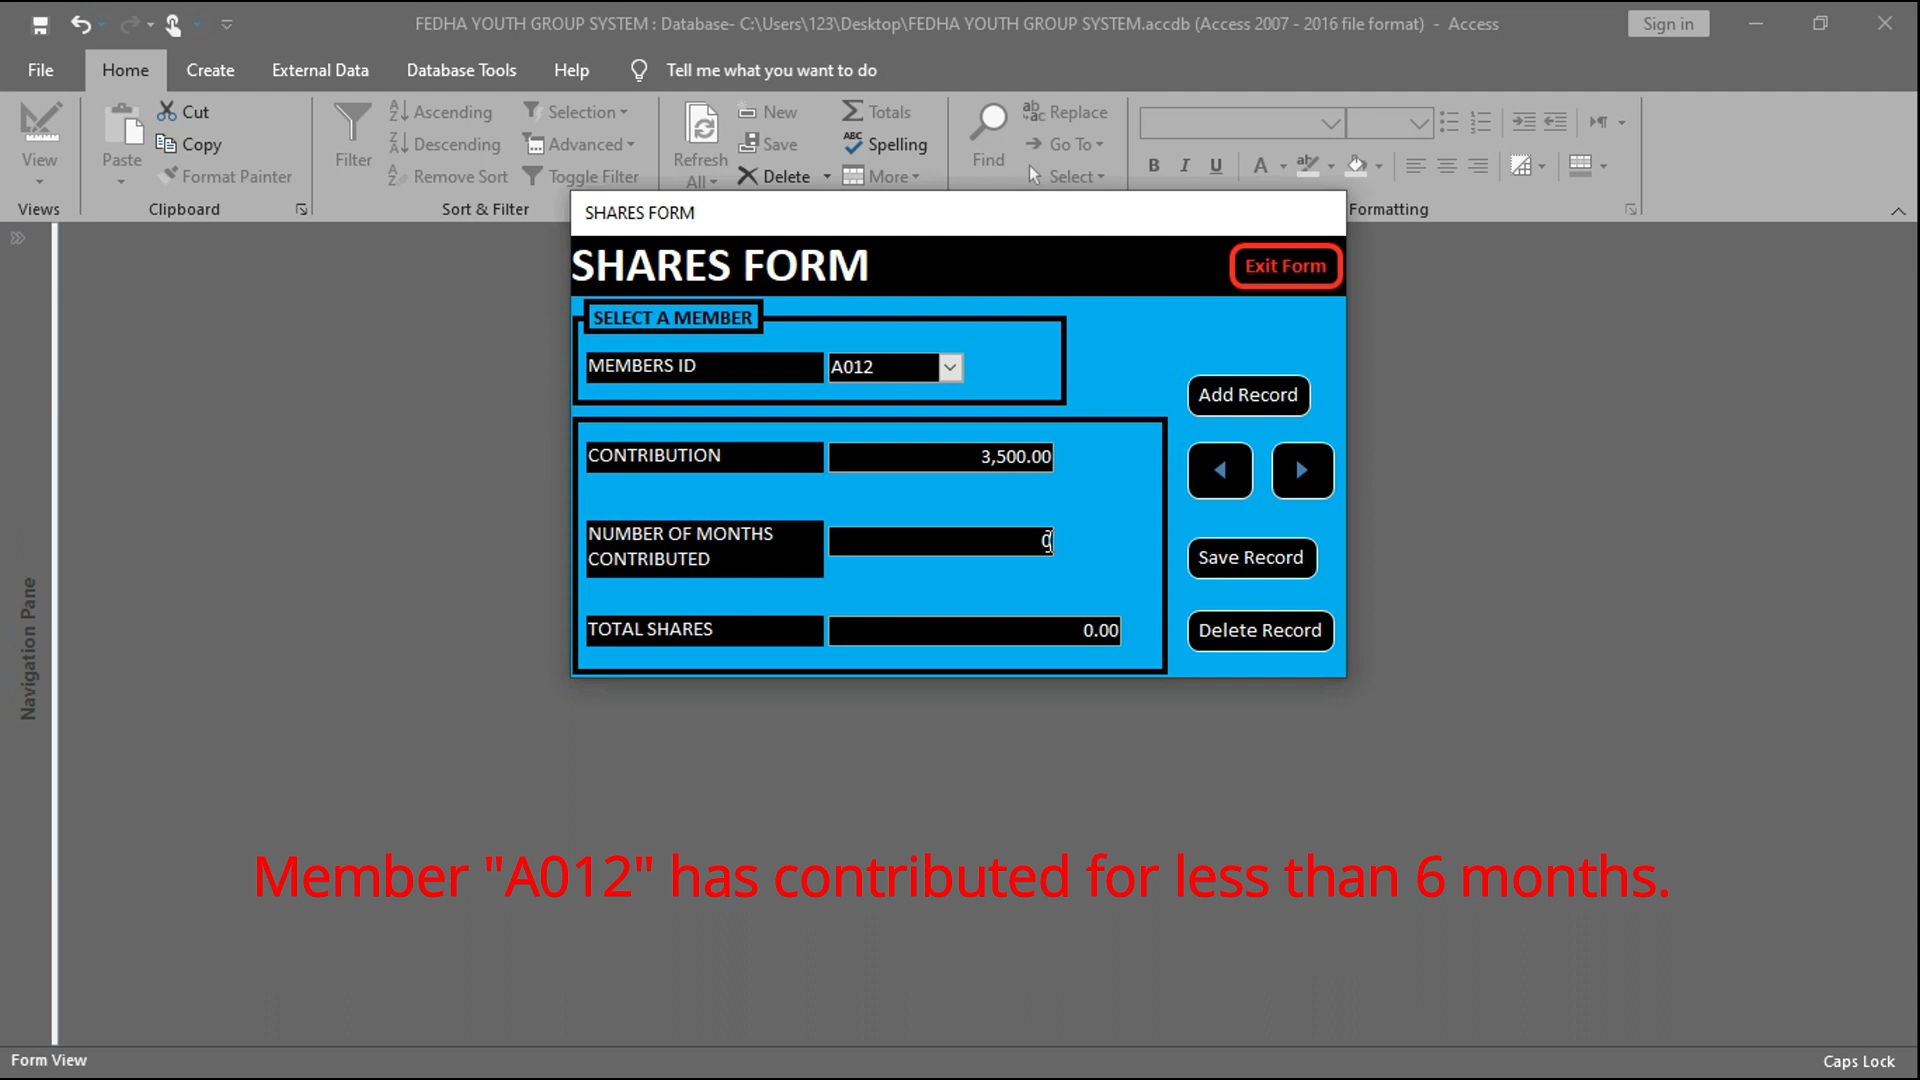 FEDHA YOUTH GROUP SYSTEM : Database- C:\Users\123\Desktop\FEDHA YOUTH GROUP SYSTEM.accdb (Access 2007 - 2016 file format) - Access
Sign in
File Home Create External Data Database Tools Help Tell me what you want to do
View
Paste
Cut
Copy
Format Painter
Filter
Ascending
Descending
Remove Sort
Selection
Advanced
Toggle Filter
Refresh
All
New
Save
Delete
Totals
Spelling
More
Find
Replace
Go To
Select
B I U A
Views Clipboard Sort & Filter Formatting
SHARES FORM
SHARES FORM
Exit Form
SELECT A MEMBER
MEMBERS ID A012
Add Record
CONTRIBUTION 3,500.00
NUMBER OF MONTHS
CONTRIBUTED
0
Save Record
TOTAL SHARES 0.00
Delete Record
Navigation Pane
Member "A012" has contributed for less than 6 months.
Form View
Caps Lock